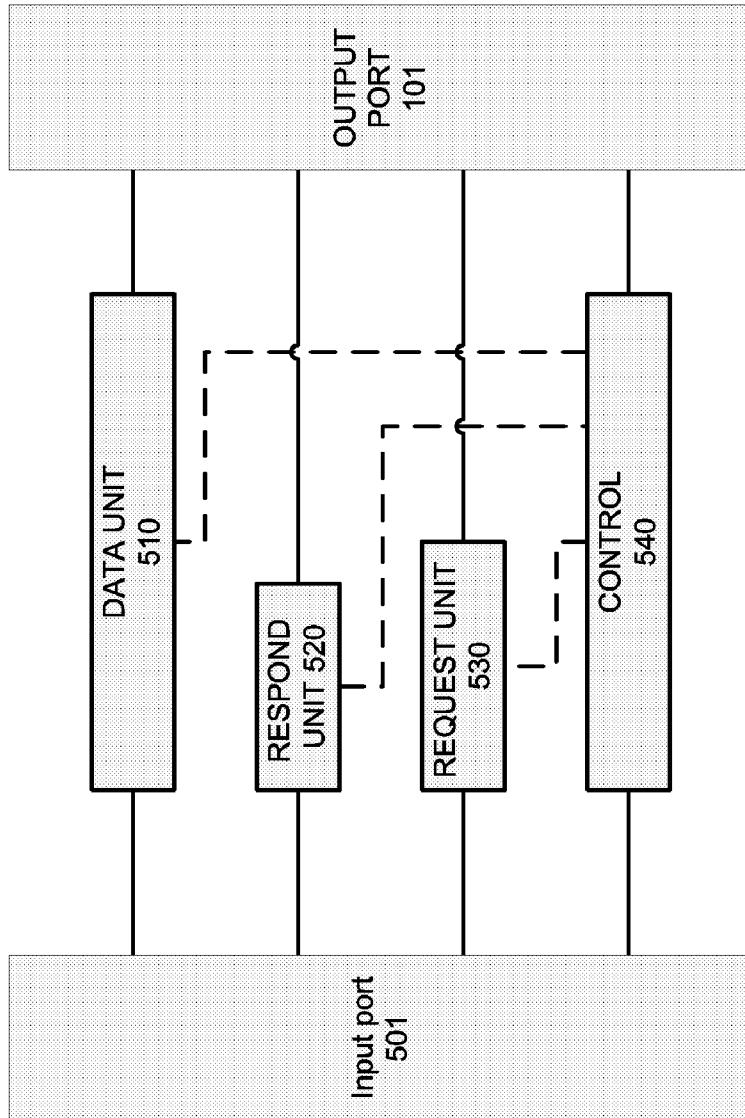 OUTPUT
PORT
101
DATA UNIT
510
RESPOND
UNIT 520
REQUEST UNIT
530
CONTROL
540
Input port
501